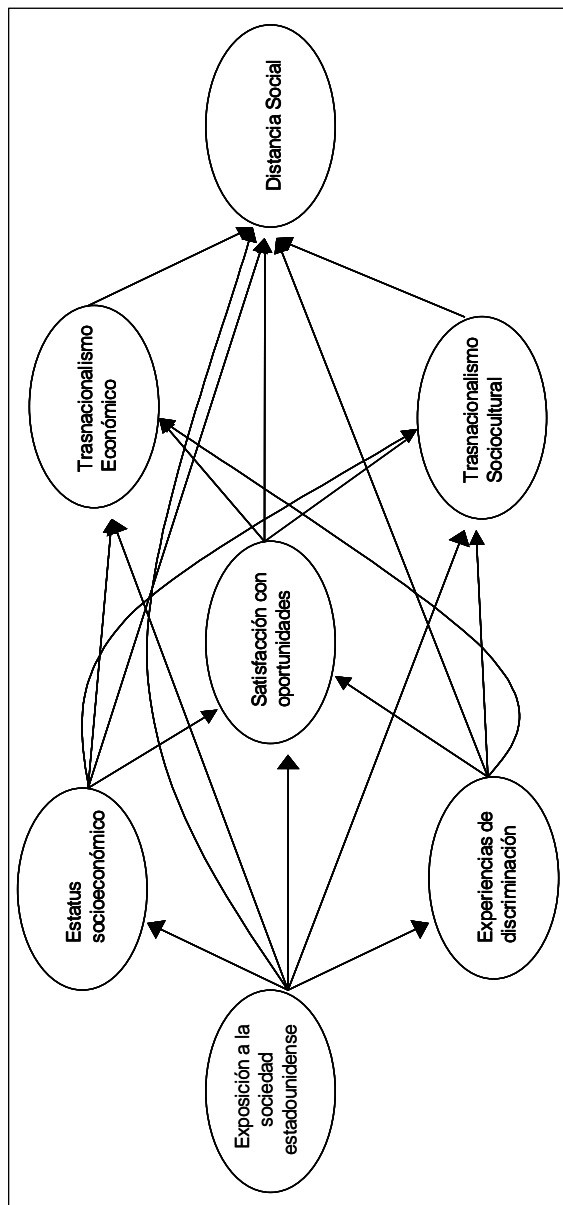 Exposición a la
sociedad
estadounidense
Estatus
socioeconómico
Experiencias de
discriminación
Satisfacción con
oportunidades
Trasnacionalismo
Económico
Trasnacionalismo
Sociocultural
Distancia Social